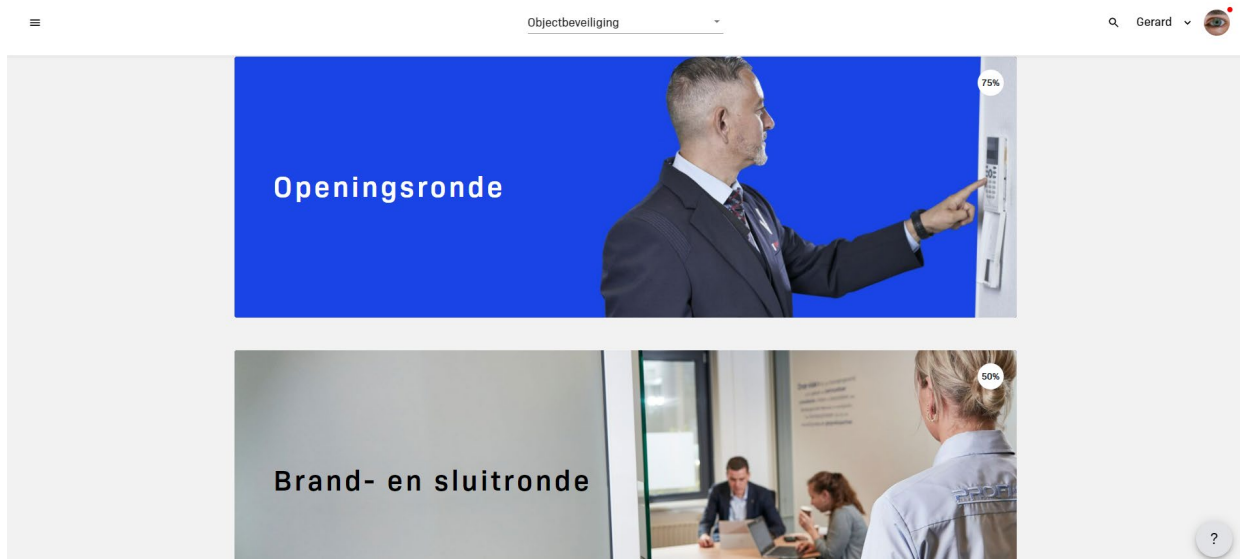 Objectbeveiliging
Gerard
75%
Openingsronde
50%
Brand- en sluitronde
?